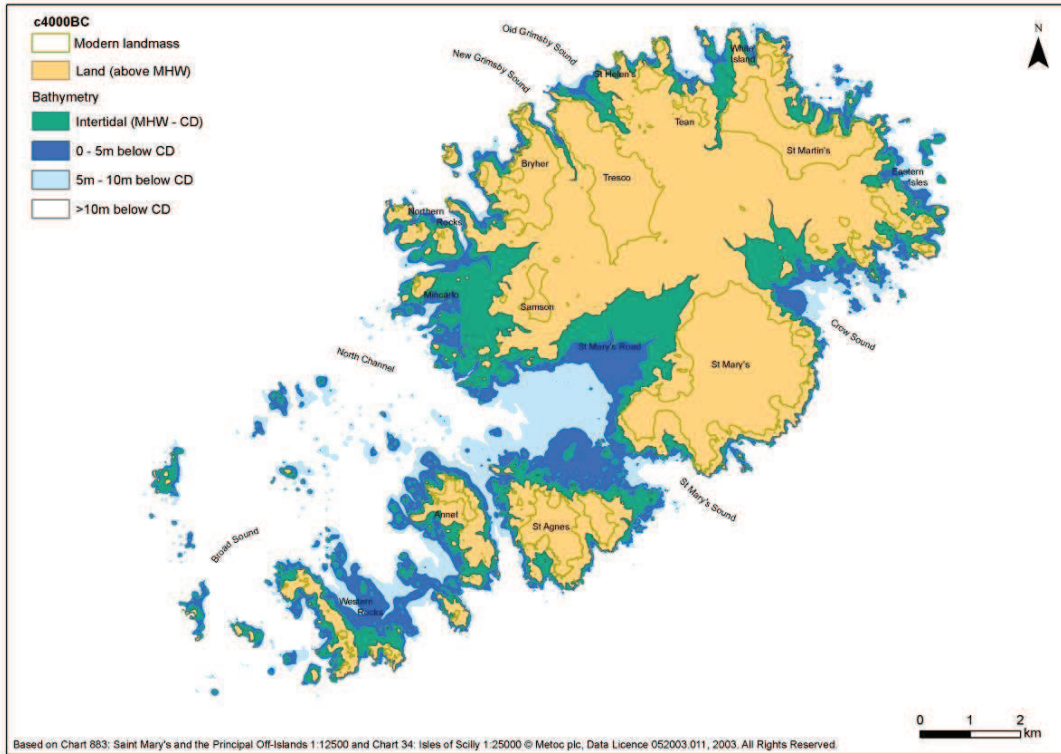 c4000BC
Modern landmass
Land (above MHW)
Bathymetry
Intertidal (MHW - CD)
0 - 5m below CD
5m - 10m below CD
>10m below CD
N
Old Grimsby Sound
New Grimsby Sound
St Helen's
White
Island
Tean
St Martin's
Bryher
Tresco
Eastern
Isles
Northern
Rocks
Mincarlo
Samson
St Mary's Road
Crow Sound
North Channel
St Mary's
St Mary's Sound
Annet
St Agnes
Broad Sound
Western
Rocks
0 1 2
km
Based on Chart 883: Saint Mary's and the Principal Off-Islands 1:12500 and Chart 34: Isles of Scilly 1:25000 © Metoc plc, Data Licence 052003.011, 2003. All Rights Reserved.